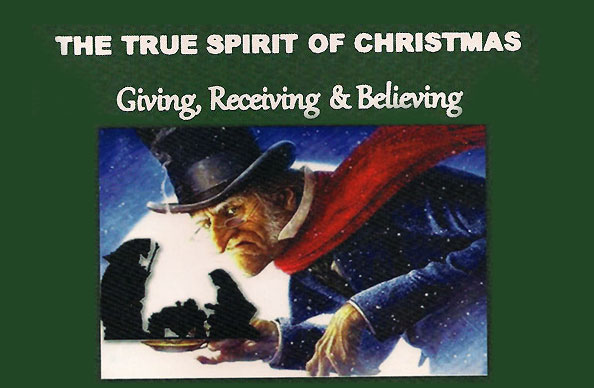 THE TRUE SPIRIT OF CHRISTMAS
Giving, Receiving & Believing